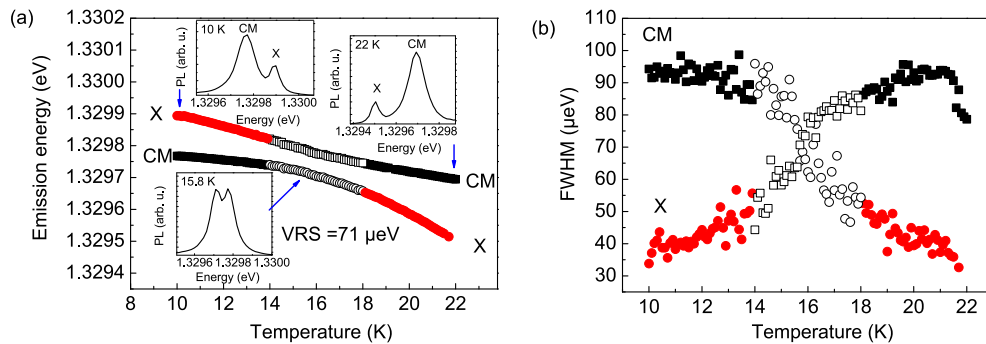 (a)
Emission energy (eV)
1.3302
1.3301
1.3300
1.3299
1.3298
1.3297
1.3296
1.3295
1.3294
8 10 12 14 16 18 20 22 24
Temperature (K)
X
CM
CM
X
VRS =71 µeV
10 K
CM
X
PL (arb. u.)
1.3296 1.3298 1.3300
Energy (eV)
22 K
CM
X
PL (arb. u.)
1.3294 1.3296 1.3298
Energy (eV)
15.8 K
PL (arb. u.)
1.3296 1.3298 1.3300
Energy (eV)
(b)
FWHM (µeV)
110
100
90
80
70
60
50
40
30
10 12 14 16 18 20 22
Temperature (K)
CM
X